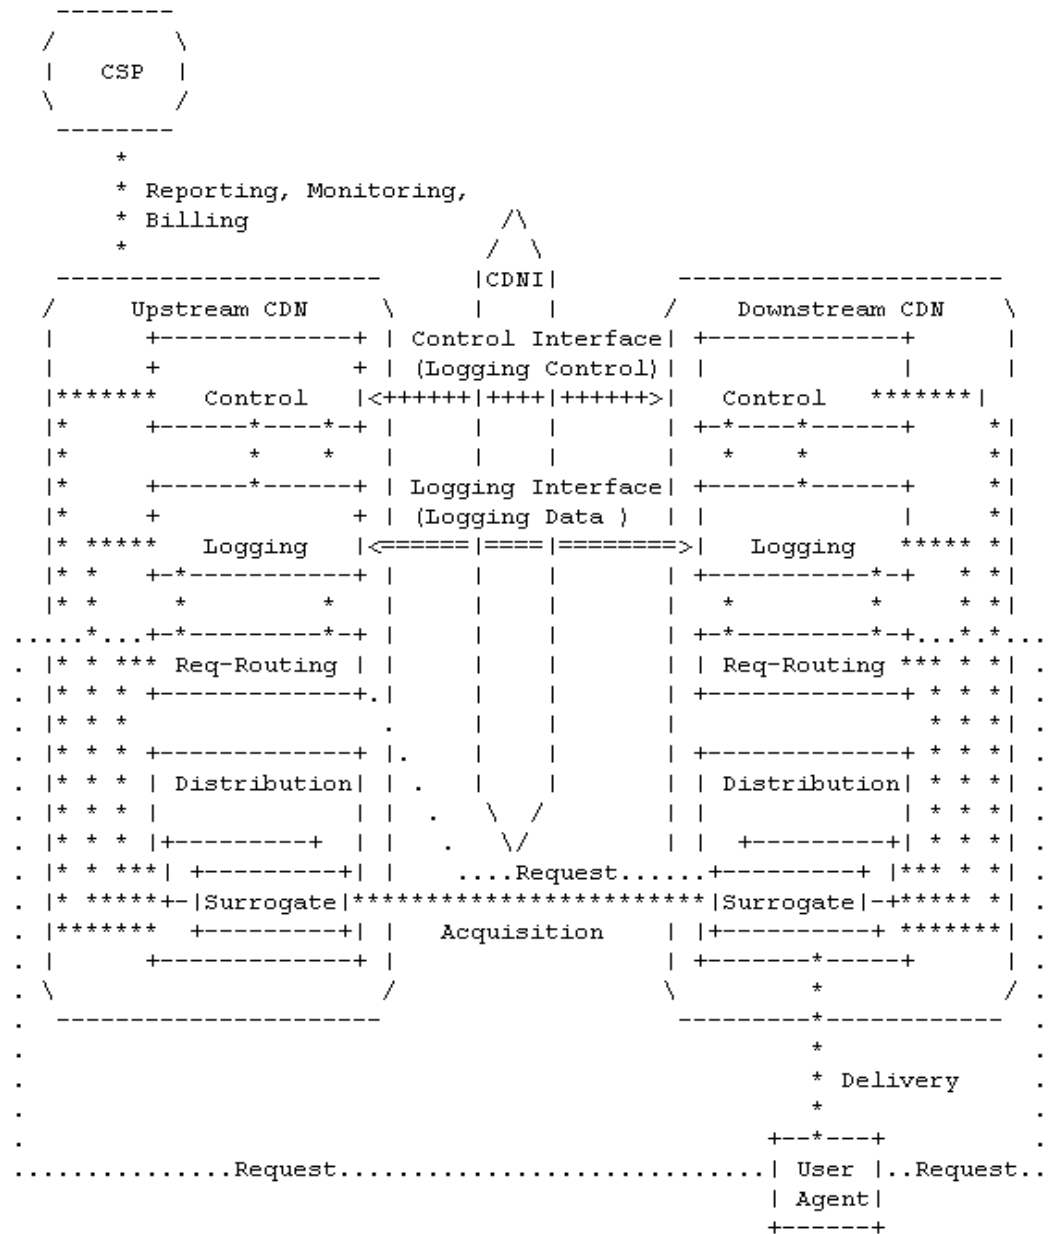 CSP
Reporting, Monitoring,
Billing
CDNI
Upstream CDN Downstream CDN
Control Interface
(Logging Control)
Control Control
Logging Interface
(Logging Data )
Logging Logging
Req-Routing Req-Routing
Distribution Distribution
Request
Surrogate Surrogate
Acquisition
Delivery
Request User Request
Agent